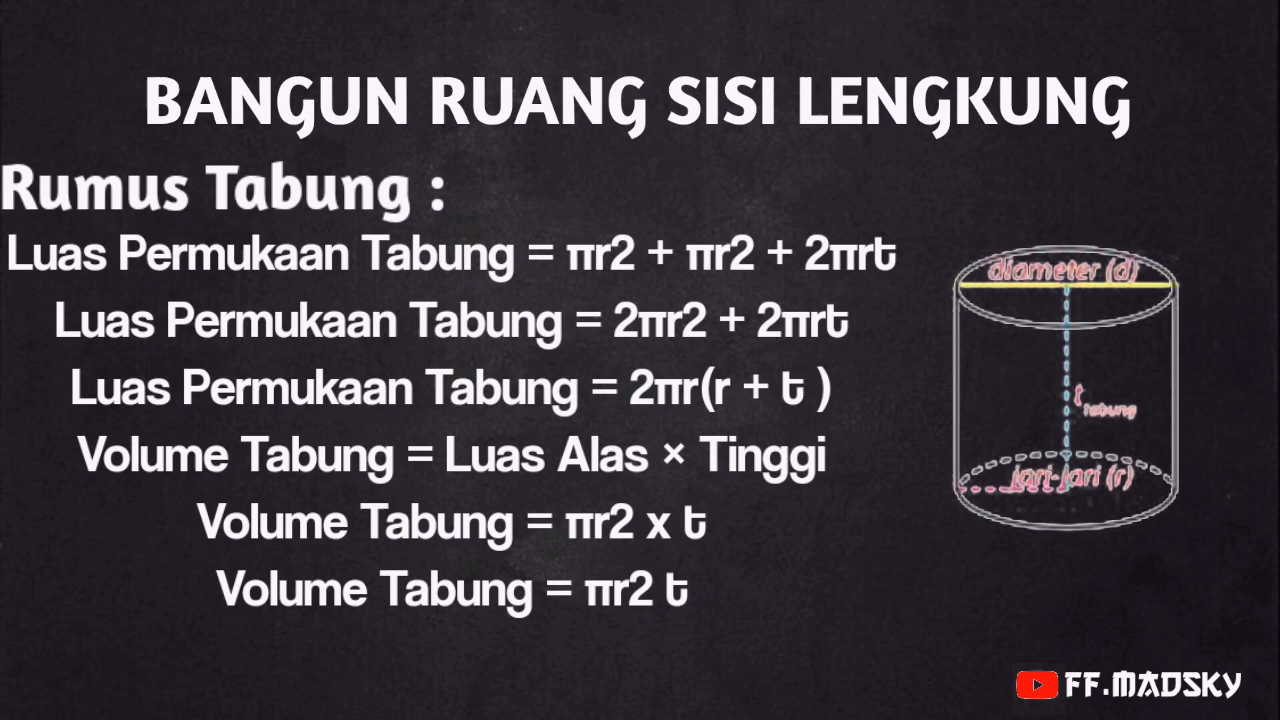 BANGUN RUANG SISI LENGKUNG
Rumus Tabung :
Luas Permukaan Tabung = πr2 + πr2 + 2πrt
Luas Permukaan Tabung = 2πr2 + 2πrt
Luas Permukaan Tabung = 2πr(r + t )
Volume Tabung = Luas Alas × Tinggi
Volume Tabung = πr2 x t
Volume Tabung = πr2 t
diameter (d)
t tabung
jari-jari (r)
FF.MADSKY